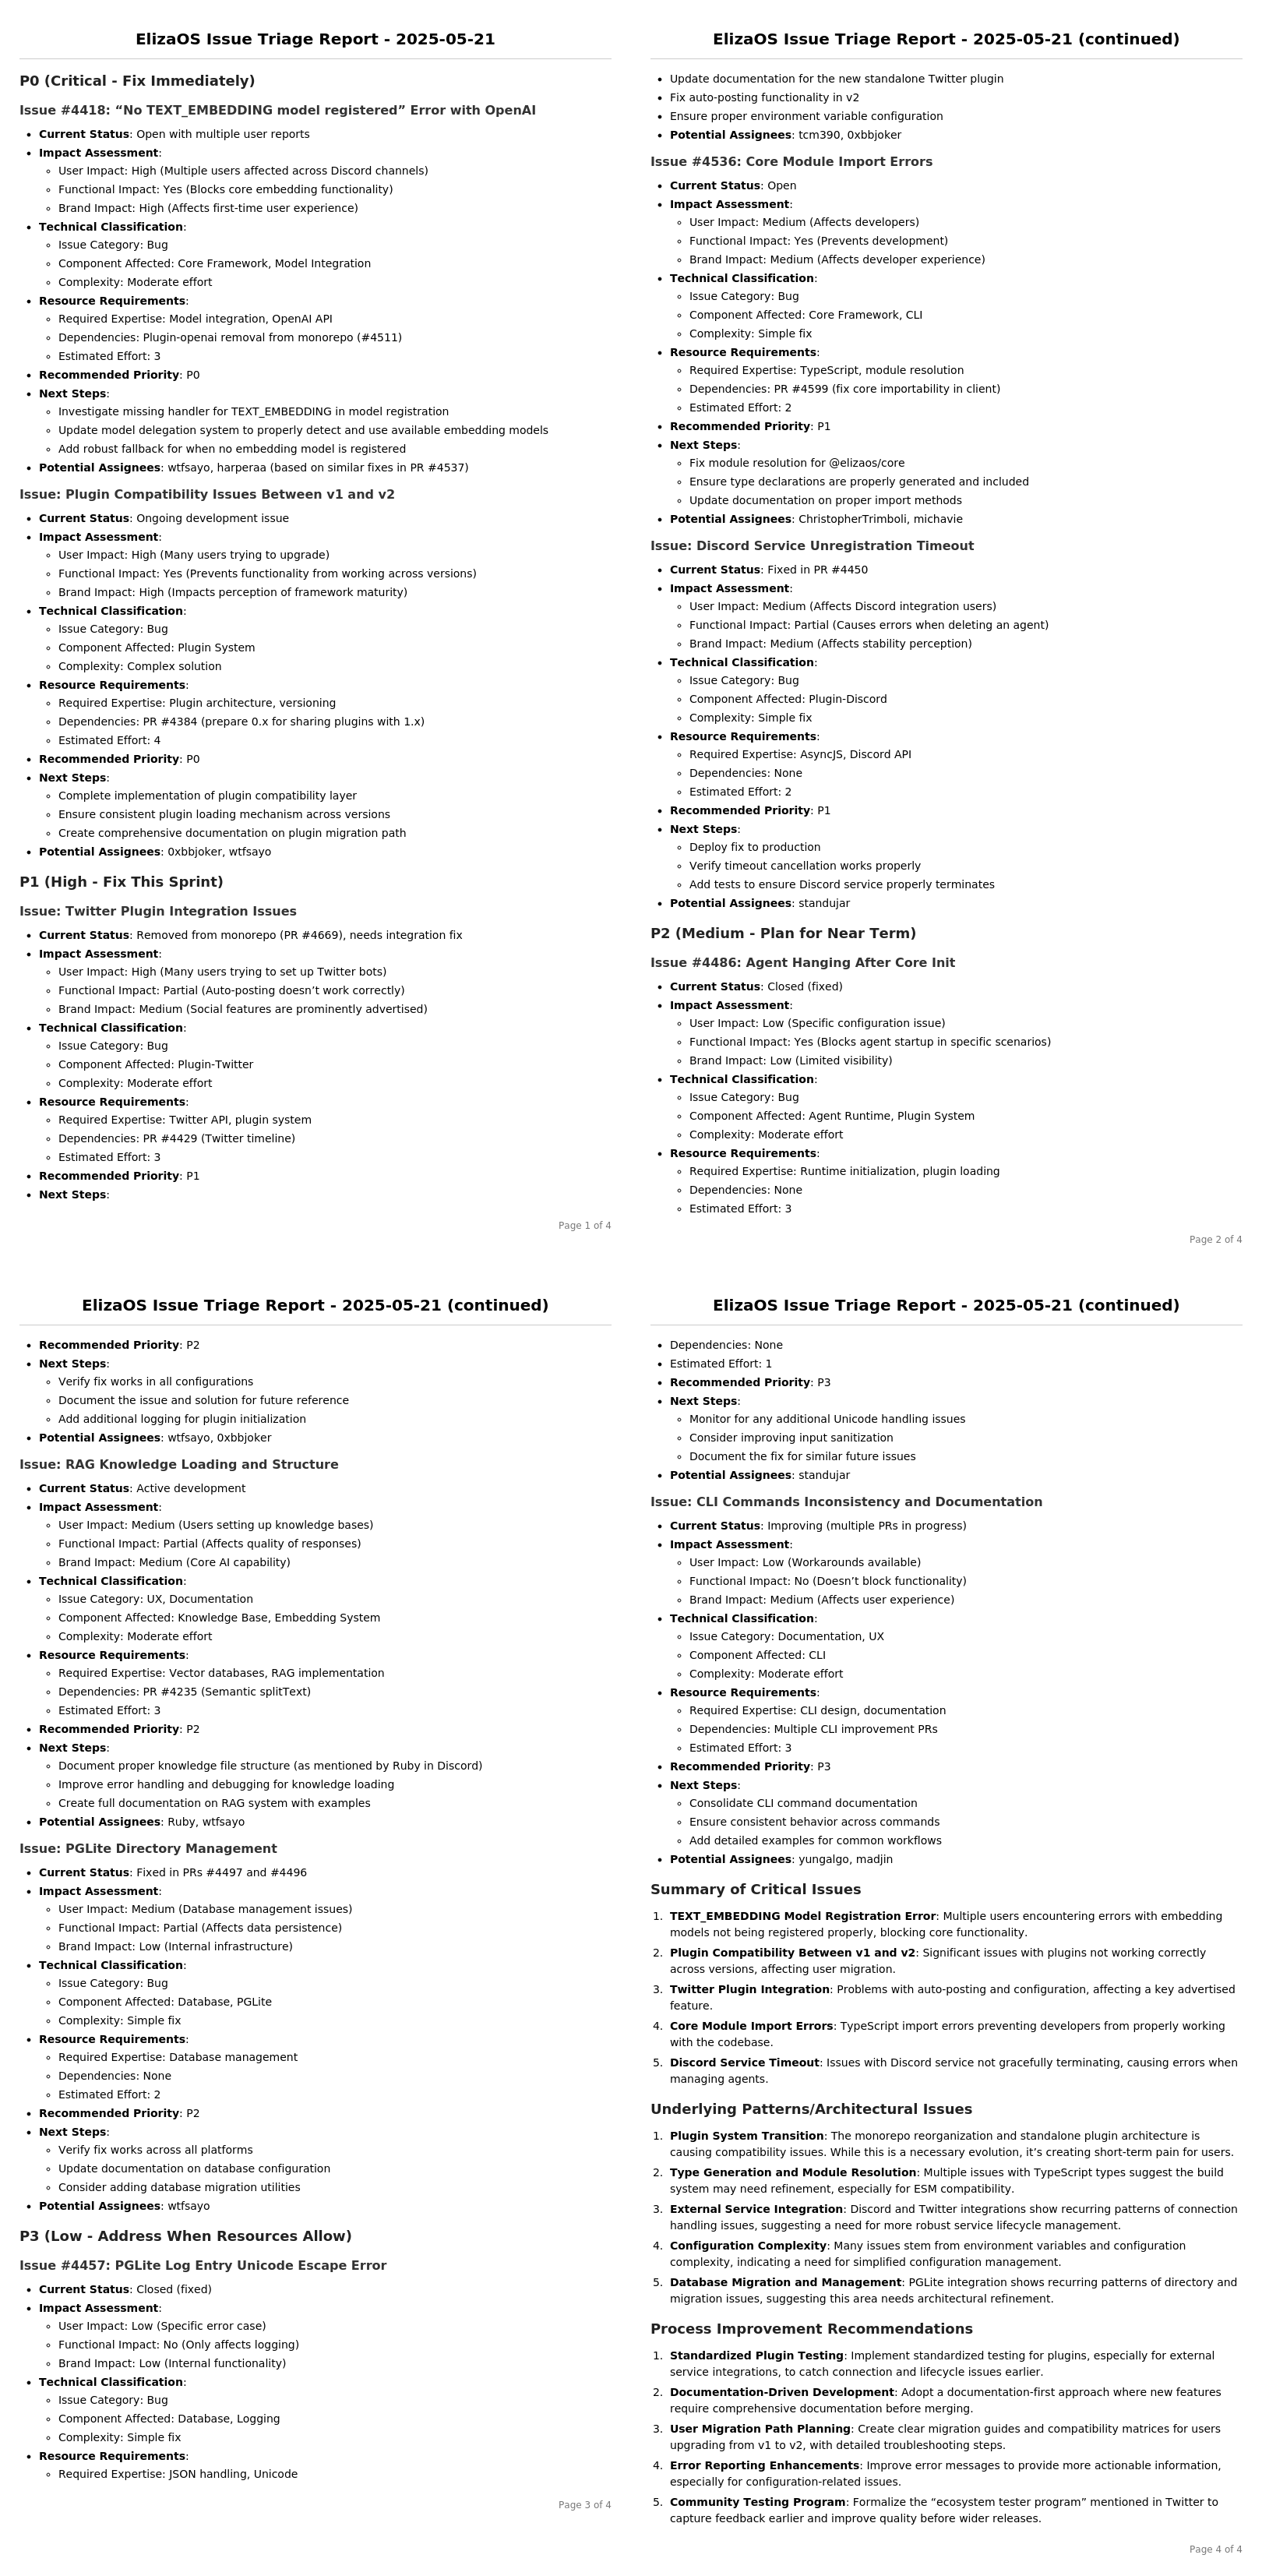 ElizaOS Issue Triage Report - 2025-05-21
P0 (Critical - Fix Immediately)
Issue #4418: “No TEXT_EMBEDDING model registered” Error with OpenAI
• Current Status: Open with multiple user reports
• Impact Assessment:
◦ User Impact: High (Multiple users affected across Discord channels)
◦ Functional Impact: Yes (Blocks core embedding functionality)
◦ Brand Impact: High (Affects first-time user experience)
• Technical Classification:
◦ Issue Category: Bug
◦ Component Affected: Core Framework, Model Integration
◦ Complexity: Moderate effort
• Resource Requirements:
◦ Required Expertise: Model integration, OpenAI API
◦ Dependencies: Plugin-openai removal from monorepo (#4511)
◦ Estimated Effort: 3
• Recommended Priority: P0
• Next Steps:
◦ Investigate missing handler for TEXT_EMBEDDING in model registration
◦ Update model delegation system to properly detect and use available embedding models
◦ Add robust fallback for when no embedding model is registered
• Potential Assignees: wtfsayo, harperaa (based on similar fixes in PR #4537)
Issue: Plugin Compatibility Issues Between v1 and v2
• Current Status: Ongoing development issue
• Impact Assessment:
◦ User Impact: High (Many users trying to upgrade)
◦ Functional Impact: Yes (Prevents functionality from working across versions)
◦ Brand Impact: High (Impacts perception of framework maturity)
• Technical Classification:
◦ Issue Category: Bug
◦ Component Affected: Plugin System
◦ Complexity: Complex solution
• Resource Requirements:
◦ Required Expertise: Plugin architecture, versioning
◦ Dependencies: PR #4384 (prepare 0.x for sharing plugins with 1.x)
◦ Estimated Effort: 4
• Recommended Priority: P0
• Next Steps:
◦ Complete implementation of plugin compatibility layer
◦ Ensure consistent plugin loading mechanism across versions
◦ Create comprehensive documentation on plugin migration path
• Potential Assignees: 0xbbjoker, wtfsayo
P1 (High - Fix This Sprint)
Issue: Twitter Plugin Integration Issues
• Current Status: Removed from monorepo (PR #4669), needs integration fix
• Impact Assessment:
◦ User Impact: High (Many users trying to set up Twitter bots)
◦ Functional Impact: Partial (Auto-posting doesn’t work correctly)
◦ Brand Impact: Medium (Social features are prominently advertised)
• Technical Classification:
◦ Issue Category: Bug
◦ Component Affected: Plugin-Twitter
◦ Complexity: Moderate effort
• Resource Requirements:
◦ Required Expertise: Twitter API, plugin system
◦ Dependencies: PR #4429 (Twitter timeline)
◦ Estimated Effort: 3
• Recommended Priority: P1
• Next Steps:
Page 1 of 4
ElizaOS Issue Triage Report - 2025-05-21 (continued)
• Update documentation for the new standalone Twitter plugin
• Fix auto-posting functionality in v2
• Ensure proper environment variable configuration
• Potential Assignees: tcm390, 0xbbjoker
Issue #4536: Core Module Import Errors
• Current Status: Open
• Impact Assessment:
◦ User Impact: Medium (Affects developers)
◦ Functional Impact: Yes (Prevents development)
◦ Brand Impact: Medium (Affects developer experience)
• Technical Classification:
◦ Issue Category: Bug
◦ Component Affected: Core Framework, CLI
◦ Complexity: Simple fix
• Resource Requirements:
◦ Required Expertise: TypeScript, module resolution
◦ Dependencies: PR #4599 (fix core importability in client)
◦ Estimated Effort: 2
• Recommended Priority: P1
• Next Steps:
◦ Fix module resolution for @elizaos/core
◦ Ensure type declarations are properly generated and included
◦ Update documentation on proper import methods
• Potential Assignees: ChristopherTrimboli, michavie
Issue: Discord Service Unregistration Timeout
• Current Status: Fixed in PR #4450
• Impact Assessment:
◦ User Impact: Medium (Affects Discord integration users)
◦ Functional Impact: Partial (Causes errors when deleting an agent)
◦ Brand Impact: Medium (Affects stability perception)
• Technical Classification:
◦ Issue Category: Bug
◦ Component Affected: Plugin-Discord
◦ Complexity: Simple fix
• Resource Requirements:
◦ Required Expertise: AsyncJS, Discord API
◦ Dependencies: None
◦ Estimated Effort: 2
• Recommended Priority: P1
• Next Steps:
◦ Deploy fix to production
◦ Verify timeout cancellation works properly
◦ Add tests to ensure Discord service properly terminates
• Potential Assignees: standujar
P2 (Medium - Plan for Near Term)
Issue #4486: Agent Hanging After Core Init
• Current Status: Closed (fixed)
• Impact Assessment:
◦ User Impact: Low (Specific configuration issue)
◦ Functional Impact: Yes (Blocks agent startup in specific scenarios)
◦ Brand Impact: Low (Limited visibility)
• Technical Classification:
◦ Issue Category: Bug
◦ Component Affected: Agent Runtime, Plugin System
◦ Complexity: Moderate effort
• Resource Requirements:
◦ Required Expertise: Runtime initialization, plugin loading
◦ Dependencies: None
◦ Estimated Effort: 3
Page 2 of 4
ElizaOS Issue Triage Report - 2025-05-21 (continued)
• Recommended Priority: P2
• Next Steps:
◦ Verify fix works in all configurations
◦ Document the issue and solution for future reference
◦ Add additional logging for plugin initialization
• Potential Assignees: wtfsayo, 0xbbjoker
Issue: RAG Knowledge Loading and Structure
• Current Status: Active development
• Impact Assessment:
◦ User Impact: Medium (Users setting up knowledge bases)
◦ Functional Impact: Partial (Affects quality of responses)
◦ Brand Impact: Medium (Core AI capability)
• Technical Classification:
◦ Issue Category: UX, Documentation
◦ Component Affected: Knowledge Base, Embedding System
◦ Complexity: Moderate effort
• Resource Requirements:
◦ Required Expertise: Vector databases, RAG implementation
◦ Dependencies: PR #4235 (Semantic splitText)
◦ Estimated Effort: 3
• Recommended Priority: P2
• Next Steps:
◦ Document proper knowledge file structure (as mentioned by Ruby in Discord)
◦ Improve error handling and debugging for knowledge loading
◦ Create full documentation on RAG system with examples
• Potential Assignees: Ruby, wtfsayo
Issue: PGLite Directory Management
• Current Status: Fixed in PRs #4497 and #4496
• Impact Assessment:
◦ User Impact: Medium (Database management issues)
◦ Functional Impact: Partial (Affects data persistence)
◦ Brand Impact: Low (Internal infrastructure)
• Technical Classification:
◦ Issue Category: Bug
◦ Component Affected: Database, PGLite
◦ Complexity: Simple fix
• Resource Requirements:
◦ Required Expertise: Database management
◦ Dependencies: None
◦ Estimated Effort: 2
• Recommended Priority: P2
• Next Steps:
◦ Verify fix works across all platforms
◦ Update documentation on database configuration
◦ Consider adding database migration utilities
• Potential Assignees: wtfsayo
P3 (Low - Address When Resources Allow)
Issue #4457: PGLite Log Entry Unicode Escape Error
• Current Status: Closed (fixed)
• Impact Assessment:
◦ User Impact: Low (Specific error case)
◦ Functional Impact: No (Only affects logging)
◦ Brand Impact: Low (Internal functionality)
• Technical Classification:
◦ Issue Category: Bug
◦ Component Affected: Database, Logging
◦ Complexity: Simple fix
• Resource Requirements:
◦ Required Expertise: JSON handling, Unicode
Page 3 of 4
ElizaOS Issue Triage Report - 2025-05-21 (continued)
• Dependencies: None
• Estimated Effort: 1
• Recommended Priority: P3
• Next Steps:
◦ Monitor for any additional Unicode handling issues
◦ Consider improving input sanitization
◦ Document the fix for similar future issues
• Potential Assignees: standujar
Issue: CLI Commands Inconsistency and Documentation
• Current Status: Improving (multiple PRs in progress)
• Impact Assessment:
◦ User Impact: Low (Workarounds available)
◦ Functional Impact: No (Doesn’t block functionality)
◦ Brand Impact: Medium (Affects user experience)
• Technical Classification:
◦ Issue Category: Documentation, UX
◦ Component Affected: CLI
◦ Complexity: Moderate effort
• Resource Requirements:
◦ Required Expertise: CLI design, documentation
◦ Dependencies: Multiple CLI improvement PRs
◦ Estimated Effort: 3
• Recommended Priority: P3
• Next Steps:
◦ Consolidate CLI command documentation
◦ Ensure consistent behavior across commands
◦ Add detailed examples for common workflows
• Potential Assignees: yungalgo, madjin
Summary of Critical Issues
1. TEXT_EMBEDDING Model Registration Error: Multiple users encountering errors with embedding
models not being registered properly, blocking core functionality.
2. Plugin Compatibility Between v1 and v2: Significant issues with plugins not working correctly
across versions, affecting user migration.
3. Twitter Plugin Integration: Problems with auto-posting and configuration, affecting a key advertised
feature.
4. Core Module Import Errors: TypeScript import errors preventing developers from properly working
with the codebase.
5. Discord Service Timeout: Issues with Discord service not gracefully terminating, causing errors when
managing agents.
Underlying Patterns/Architectural Issues
1. Plugin System Transition: The monorepo reorganization and standalone plugin architecture is
causing compatibility issues. While this is a necessary evolution, it’s creating short-term pain for users.
2. Type Generation and Module Resolution: Multiple issues with TypeScript types suggest the build
system may need refinement, especially for ESM compatibility.
3. External Service Integration: Discord and Twitter integrations show recurring patterns of connection
handling issues, suggesting a need for more robust service lifecycle management.
4. Configuration Complexity: Many issues stem from environment variables and configuration
complexity, indicating a need for simplified configuration management.
5. Database Migration and Management: PGLite integration shows recurring patterns of directory and
migration issues, suggesting this area needs architectural refinement.
Process Improvement Recommendations
1. Standardized Plugin Testing: Implement standardized testing for plugins, especially for external
service integrations, to catch connection and lifecycle issues earlier.
2. Documentation-Driven Development: Adopt a documentation-first approach where new features
require comprehensive documentation before merging.
3. User Migration Path Planning: Create clear migration guides and compatibility matrices for users
upgrading from v1 to v2, with detailed troubleshooting steps.
4. Error Reporting Enhancements: Improve error messages to provide more actionable information,
especially for configuration-related issues.
5. Community Testing Program: Formalize the “ecosystem tester program” mentioned in Twitter to
capture feedback earlier and improve quality before wider releases.
Page 4 of 4